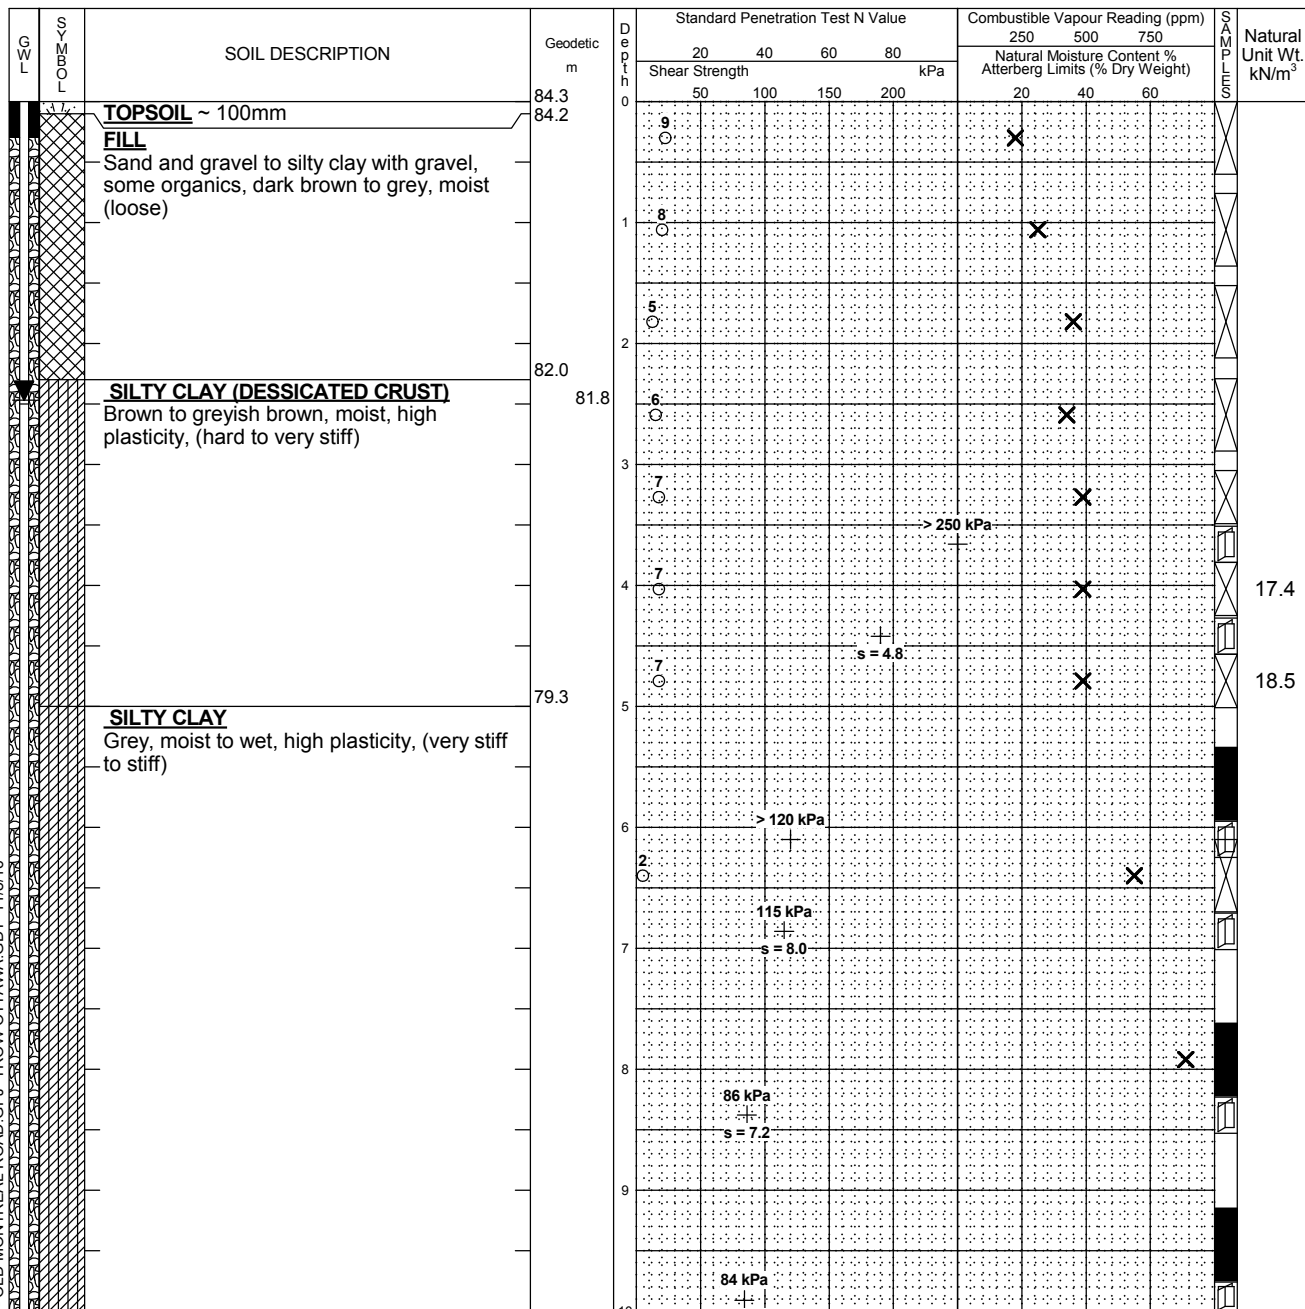 GWL
SYMBOL
SOIL DESCRIPTION
Geodetic
m
Depth
Standard Penetration Test N Value
20 40 60 80
Shear Strength kPa
50 100 150 200
Combustible Vapour Reading (ppm)
250 500 750
Natural Moisture Content %
Atterberg Limits (% Dry Weight)
20 40 60
SAMPLES
Natural
Unit Wt.
kN/m³
84.3
0
TOPSOIL ~ 100mm
84.2
FILL
9
Sand and gravel to silty clay with gravel,
some organics, dark brown to grey, moist
(loose)
8
1
5
2
82.0
SILTY CLAY (DESSICATED CRUST)
81.8
Brown to greyish brown, moist, high
plasticity, (hard to very stiff)
6
3
7
> 250 kPa
7
4
17.4
s = 4.8
7
18.5
79.3
5
SILTY CLAY
Grey, moist to wet, high plasticity, (very stiff
to stiff)
> 120 kPa
6
2
115 kPa
7
s = 8.0
8
86 kPa
s = 7.2
9
84 kPa